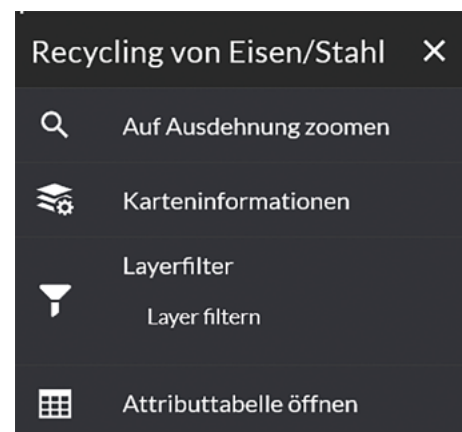 Recycling von Eisen/Stahl
Auf Ausdehnung zoomen
Karteninformationen
Layerfilter
Layer filtern
Attributtabelle öffnen